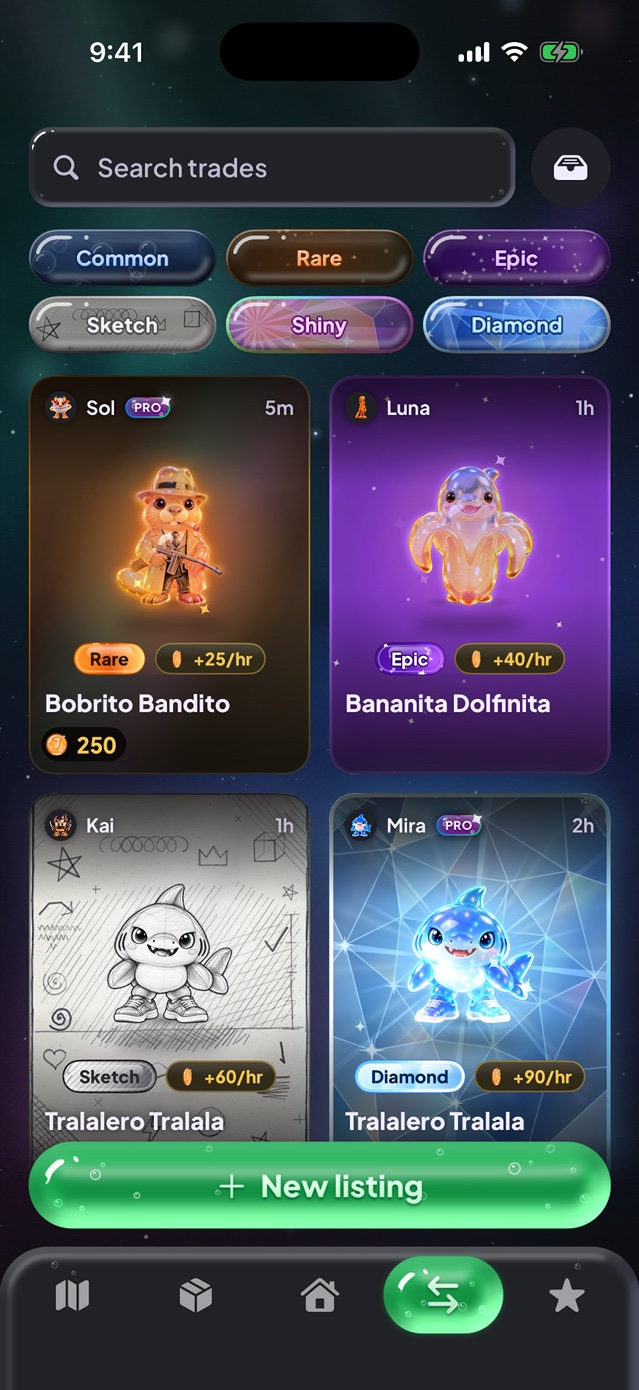 9:41
Search trades
Common
Rare
Epic
Sketch
Shiny
Diamond
Sol PRO 5m
Rare +25/hr
Bobrito Bandito
250
Luna 1h
Epic +40/hr
Bananita Dolfinita
Kai 1h
Sketch +60/hr
Tralalero Tralala
Mira PRO 2h
Diamond +90/hr
Tralalero Tralala
+ New listing